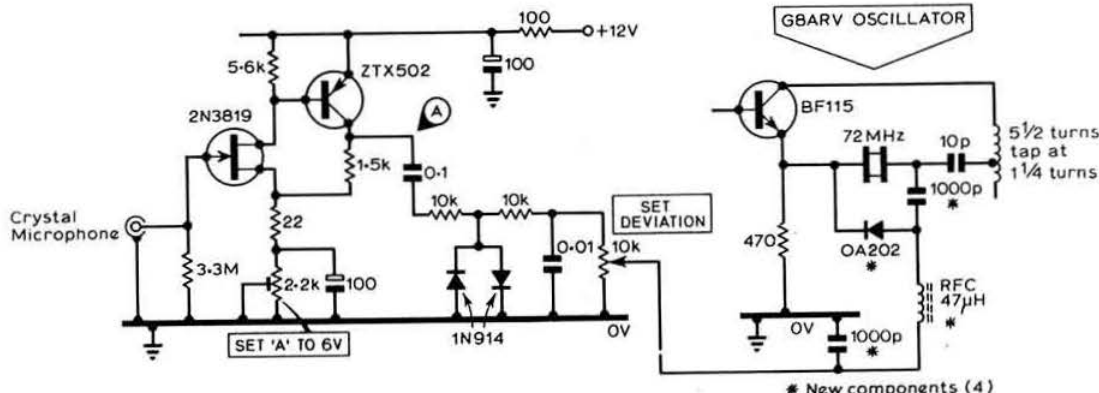 100
+12V
G8ARV OSCILLATOR
5·6k
ZTX502
100
BF115
2N3819
A
72MHz
10p
5½ turns
tap at
1¼ turns
1·5k
0·1
1000p
*
10k
10k
SET
DEVIATION
Crystal
Microphone
22
470
OA202
*
0·01
10k
3·3M
2·2k
100
RFC
47µH
*
0V
0V
1000p
*
SET 'A' TO 6V
1N914
* New components (4)